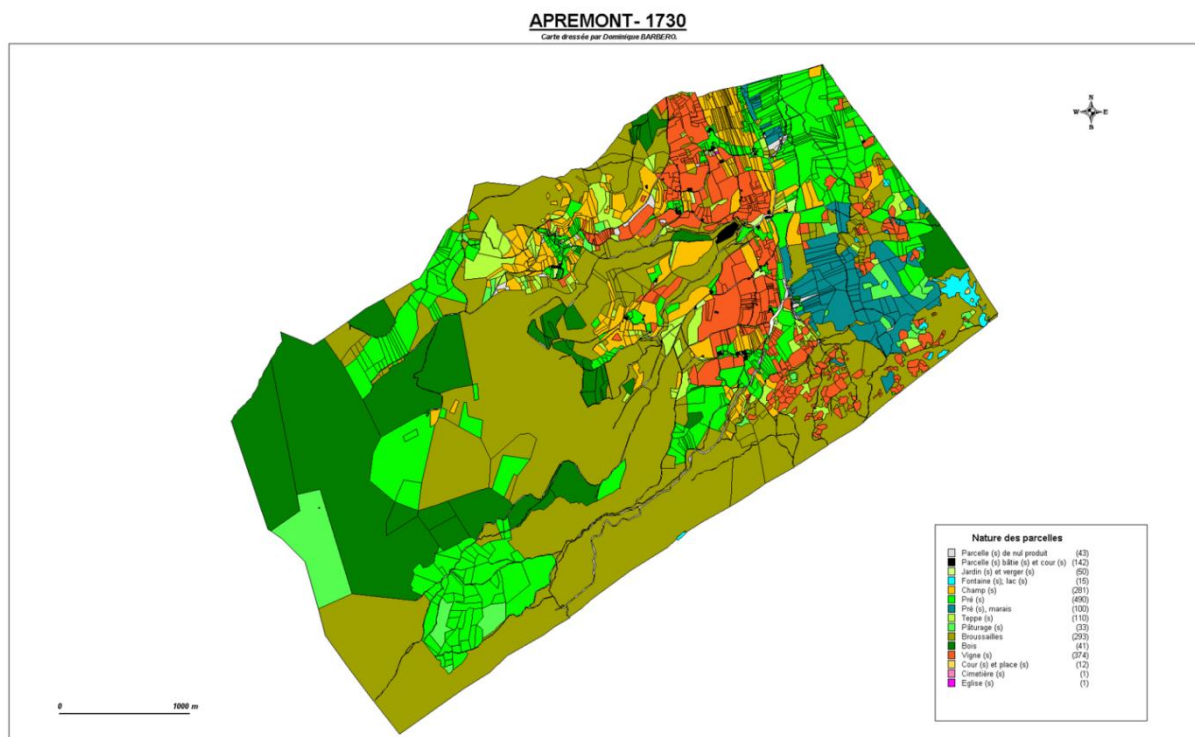 APREMONT- 1730
Carte dressée par Dominique BARBERO.
N
W E
S
Nature des parcelles
Parcelle (s) de nul produit (43)
Parcelle (s) bâtie (s) et cour (s) (142)
Jardin (s) et verger (s) (50)
Fontaine (s); lac (s) (15)
Champ (s) (281)
Pré (s) (490)
Pré (s), marais (100)
Teppe (s) (110)
Pâturage (s) (33)
Broussailles (293)
Bois (41)
Vigne (s) (374)
Cour (s) et place (s) (12)
Cimetière (s) (1)
Eglise (s) (1)
0 1000 m